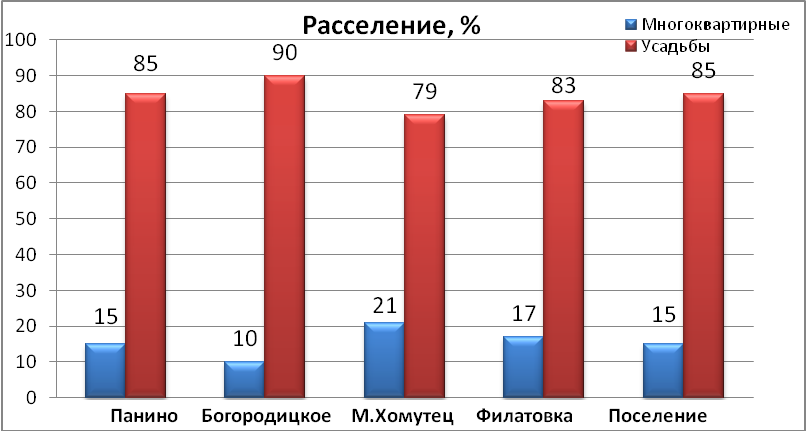 Расселение, %
Многоквартирные
Усадьбы
100
90
80
70
60
50
40
30
20
10
0
15
85
10
90
21
79
17
83
15
85
Панино
Богородицкое
М.Хомутец
Филатовка
Поселение